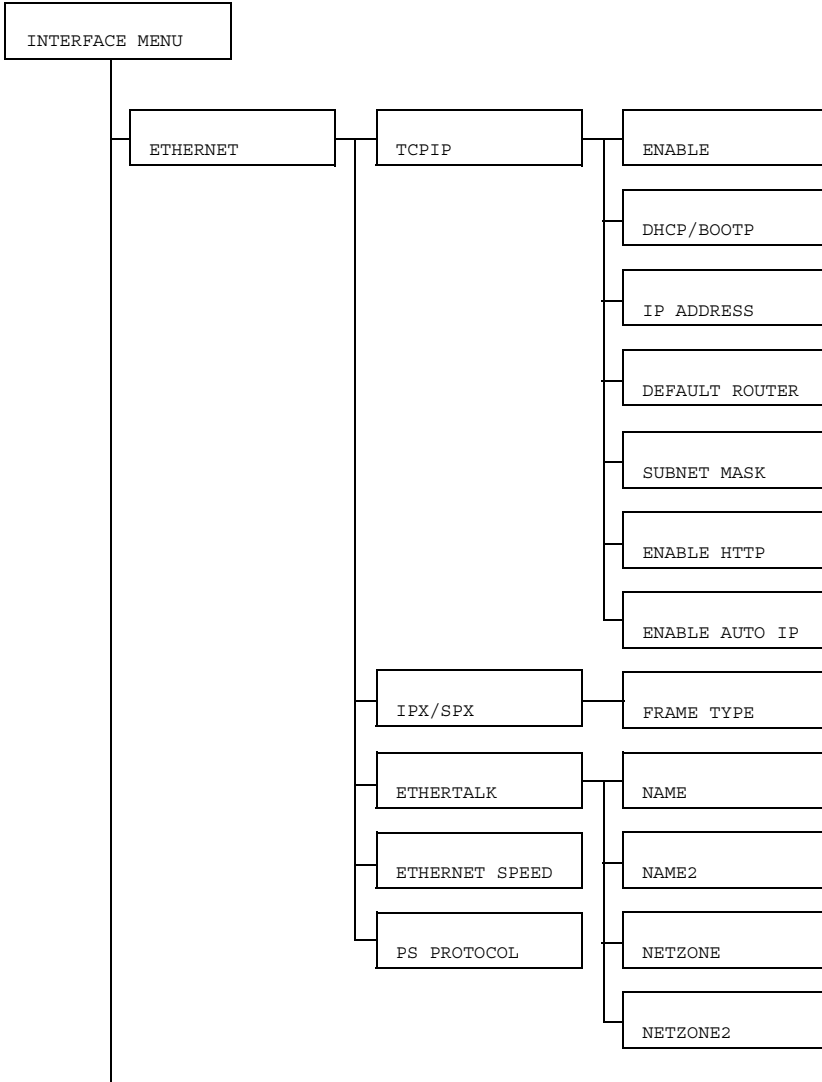 INTERFACE MENU
ETHERNET
TCPIP
ENABLE
DHCP/BOOTP
IP ADDRESS
DEFAULT ROUTER
SUBNET MASK
ENABLE HTTP
ENABLE AUTO IP
IPX/SPX
FRAME TYPE
ETHERTALK
NAME
NAME2
NETZONE
NETZONE2
ETHERNET SPEED
PS PROTOCOL